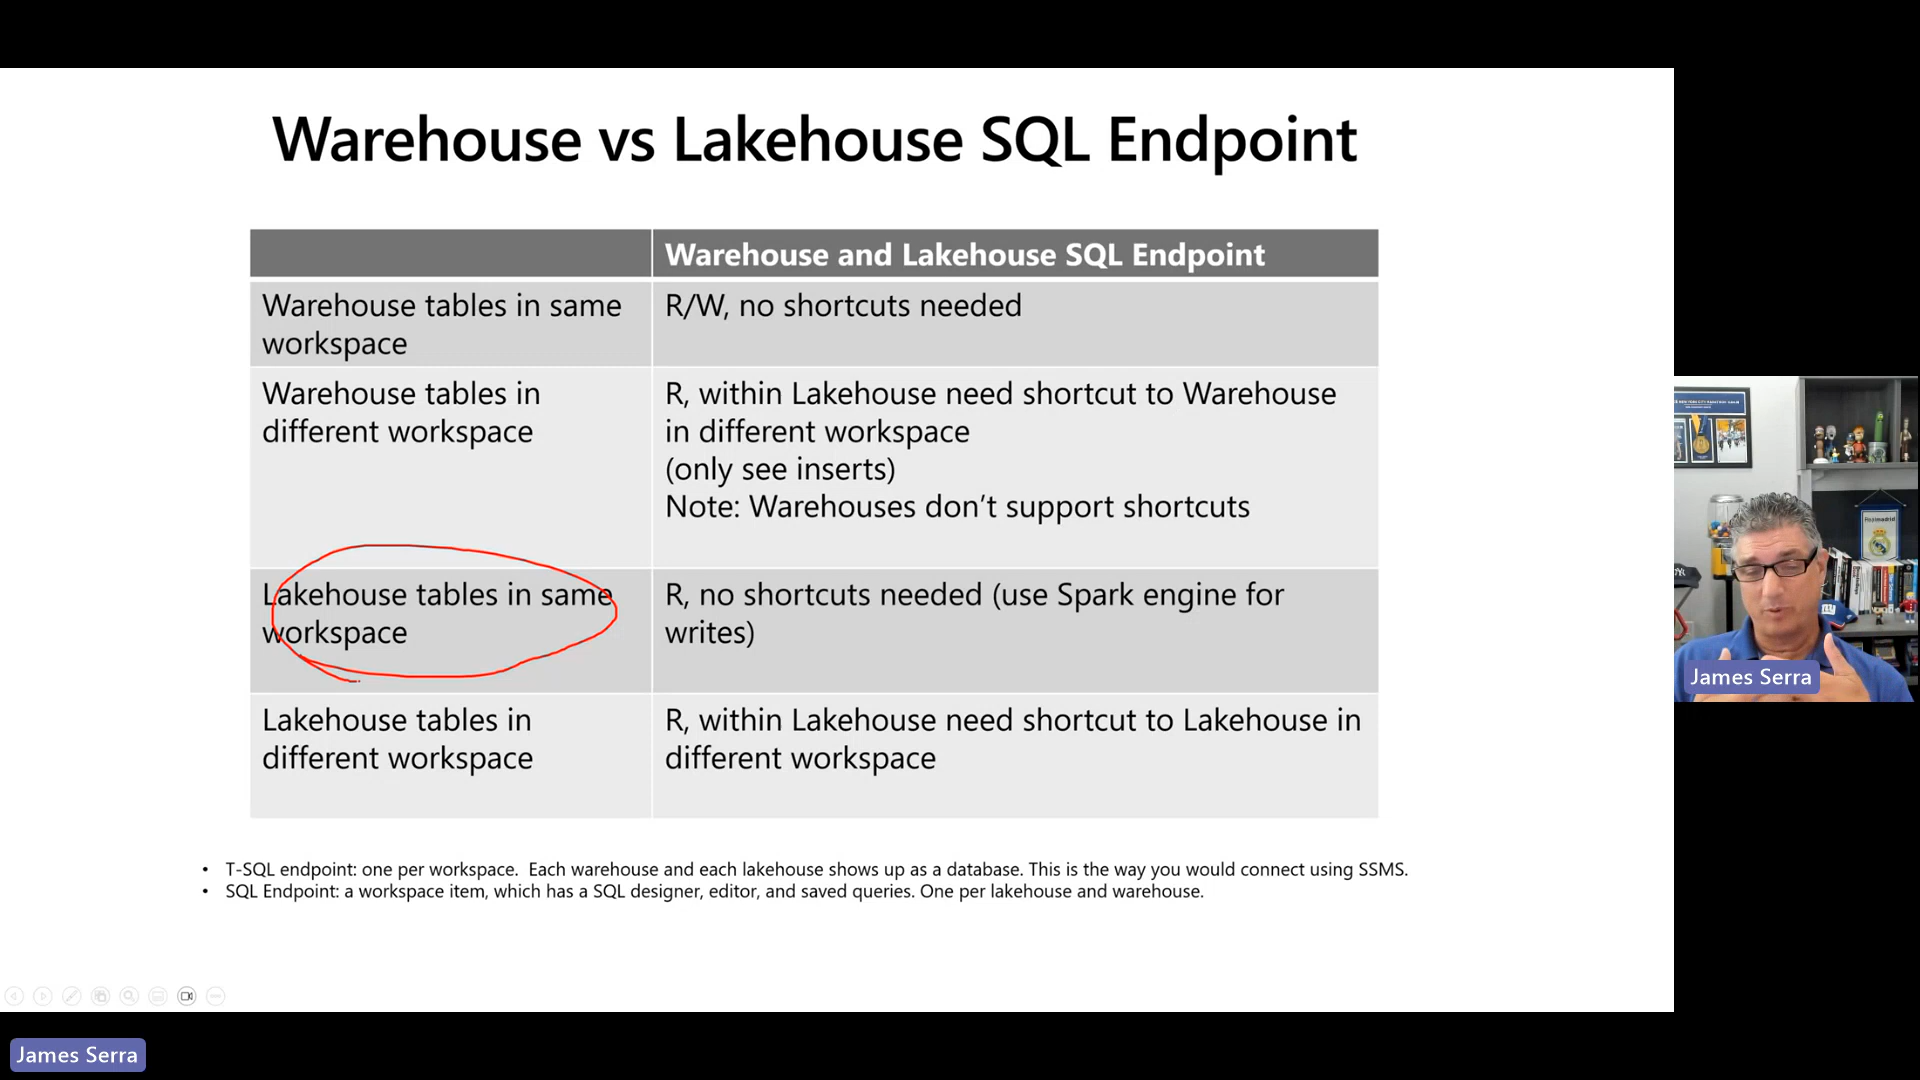 Warehouse vs Lakehouse SQL Endpoint
Warehouse and Lakehouse SQL Endpoint
Warehouse tables in same
workspace
R/W, no shortcuts needed
Warehouse tables in
different workspace
R, within Lakehouse need shortcut to Warehouse
in different workspace
(only see inserts)
Note: Warehouses don’t support shortcuts
Lakehouse tables in same
workspace
R, no shortcuts needed (use Spark engine for
writes)
Lakehouse tables in
different workspace
R, within Lakehouse need shortcut to Lakehouse in
different workspace
• T-SQL endpoint: one per workspace.  Each warehouse and each lakehouse shows up as a database. This is the way you would connect using SSMS.
• SQL Endpoint: a workspace item, which has a SQL designer, editor, and saved queries. One per lakehouse and warehouse.
James Serra
James Serra